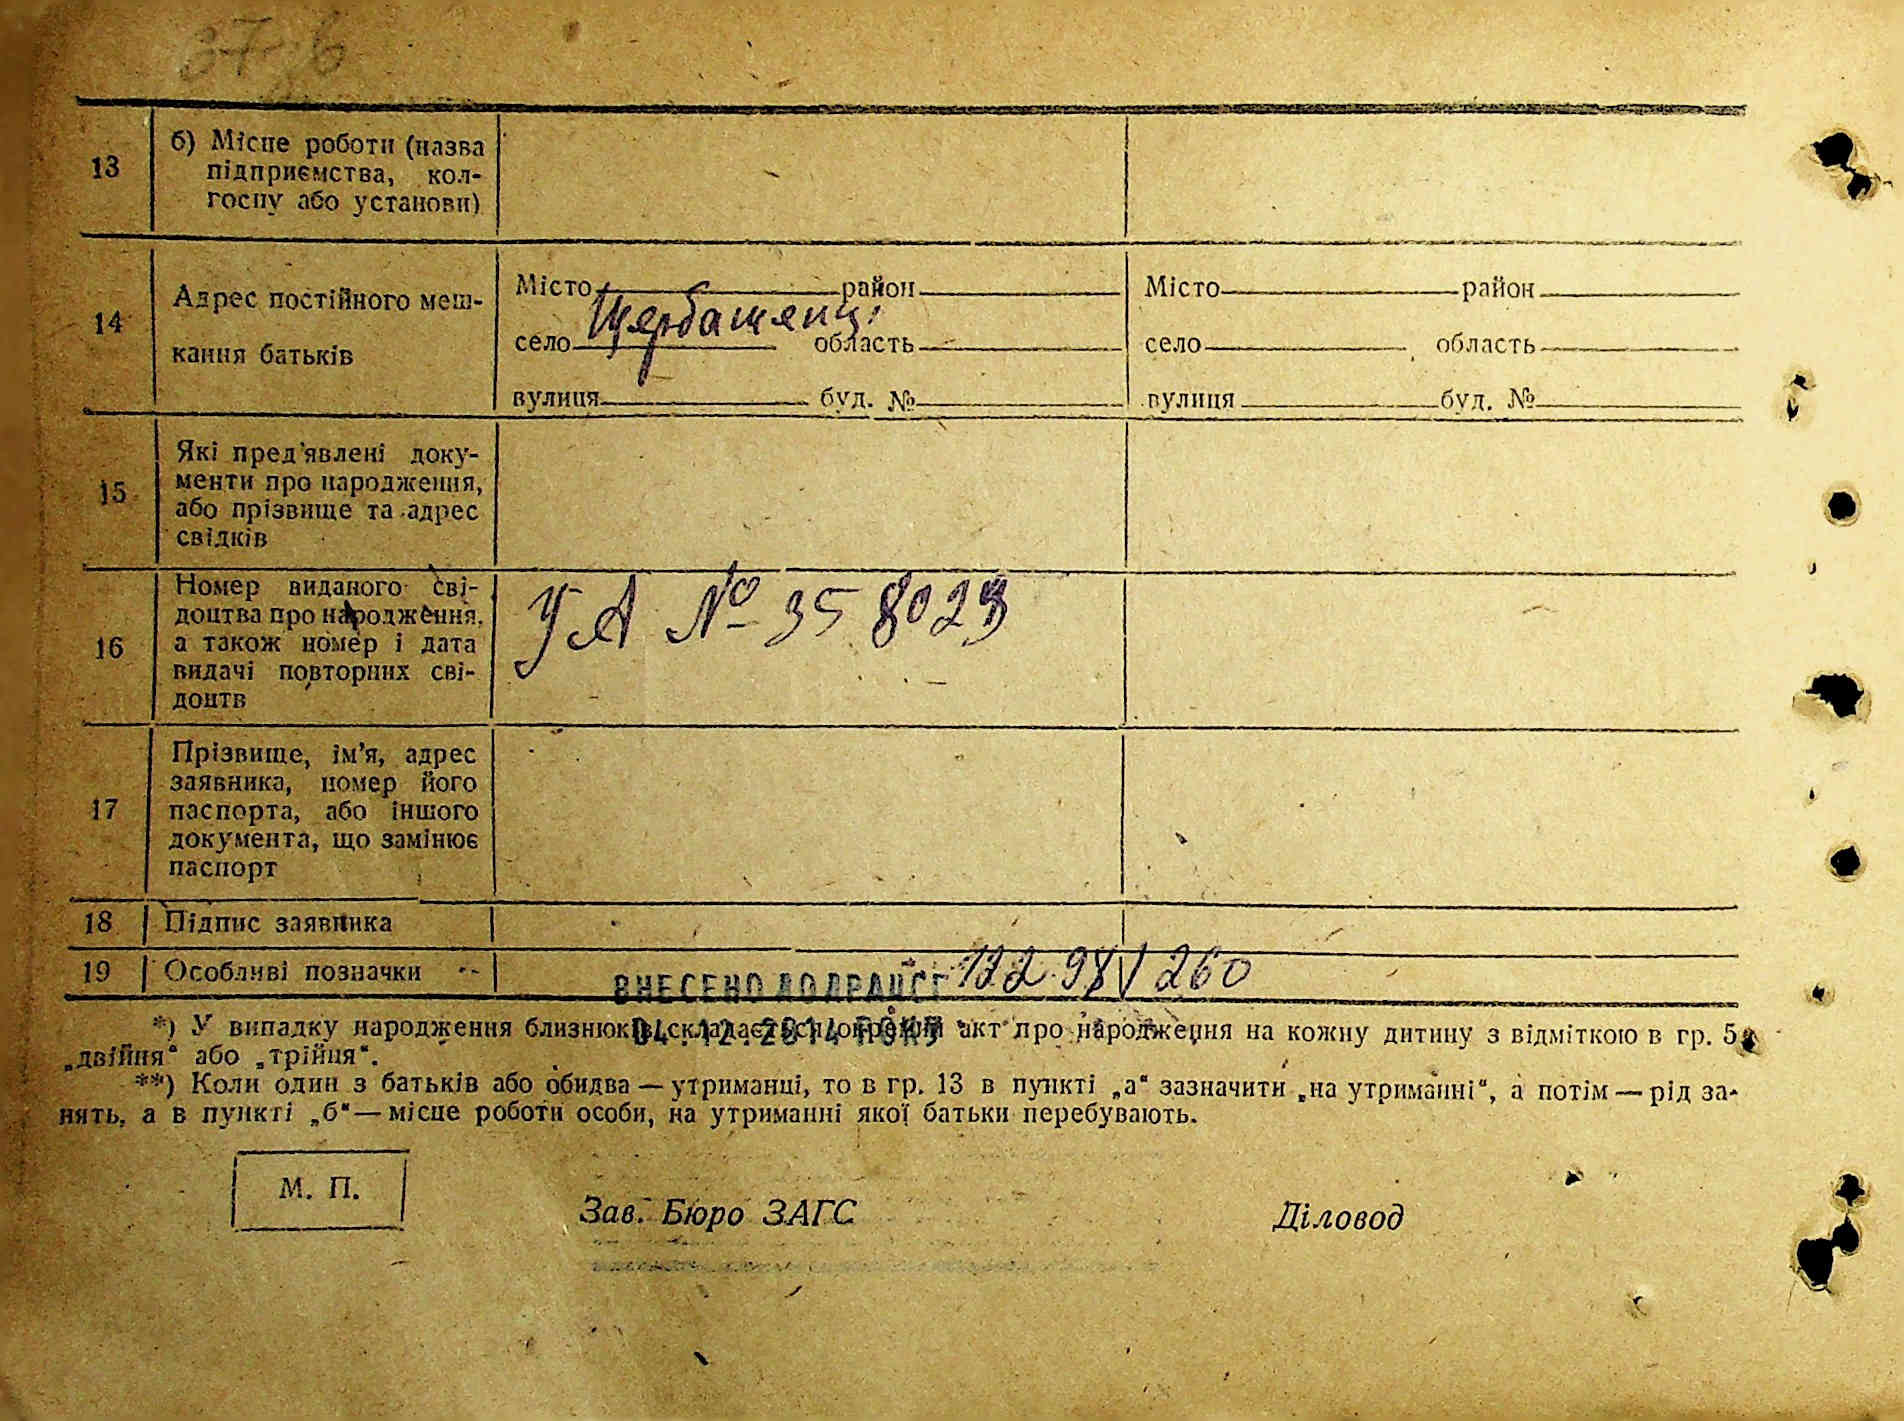 13
б) Місце роботи (назва
підприємства, кол-
госпу або установи)
14
Адрес постійного меш-
кання батьків
Місто район
село Щербашенці область
вулиця буд. №
Місто район
село область
вулиця буд. №
15
Які пред'явлені доку-
менти про народження,
або прізвище та адрес
свідків
16
Номер виданого сві-
доцтва про народження,
а також номер і дата
видачі повторних сві-
доцтв
УА № 358023
17
Прізвище, ім'я, адрес
заявника, номер його
паспорта, або іншого
документа, що замінює
паспорт
18 Підпис заявника
19 Особливі позначки
ВНЕСЕНО ДО ДРАЦСГ 260
04.12.2014 РОКУ
*) У випадку народження близнюків складається окремий акт про народження на кожну дитину з відміткою в гр. 5
„двійня“ або „трійня“.
**) Коли один з батьків або обидва — утриманці, то в гр. 13 в пункті „а“ зазначити „на утриманні“, а потім — рід за-
нять, а в пункті „б“ — місце роботи особи, на утриманні якої батьки перебувають.
М. П.
Зав. Бюро ЗАГС
Діловод